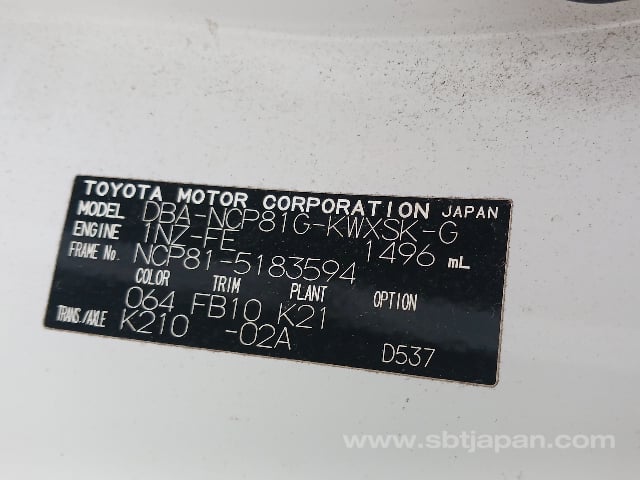 TOYOTA MOTOR CORPORATION JAPAN
MODEL DBA-NCP81G-KWXSK-G
ENGINE 1NZ-FE 1496 mL
FRAME No. NCP81-5183594
COLOR TRIM PLANT OPTION
064 FB10 K21
TRANS./AXLE K210 -02A D537
www.sbtjapan.com